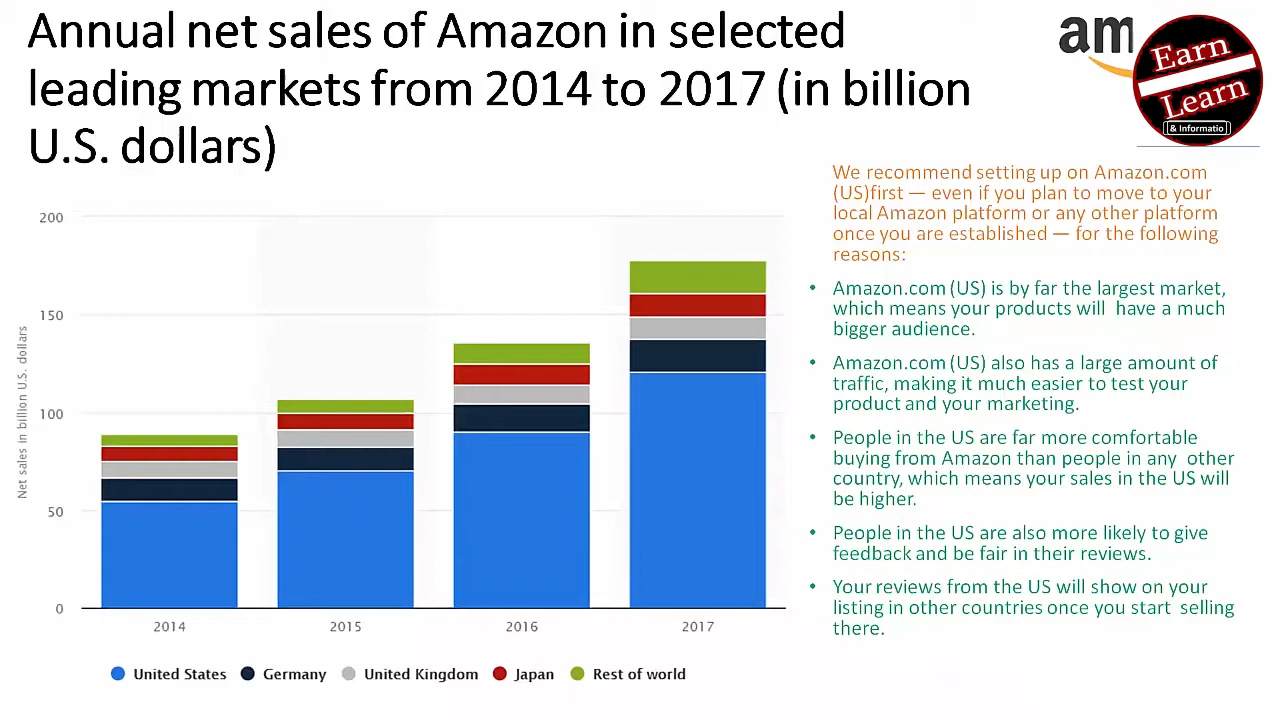 Annual net sales of Amazon in selected
leading markets from 2014 to 2017 (in billion
U.S. dollars)
am
Earn
Learn
& Informatio
We recommend setting up on Amazon.com
(US)first — even if you plan to move to your
local Amazon platform or any other platform
once you are established — for the following
reasons:
• Amazon.com (US) is by far the largest market,
which means your products will have a much
bigger audience.
• Amazon.com (US) also has a large amount of
traffic, making it much easier to test your
product and your marketing.
• People in the US are far more comfortable
buying from Amazon than people in any other
country, which means your sales in the US will
be higher.
• People in the US are also more likely to give
feedback and be fair in their reviews.
• Your reviews from the US will show on your
listing in other countries once you start selling
there.
Net sales in billion U.S. dollars
200
150
100
50
0
2014 2015 2016 2017
United States Germany United Kingdom Japan Rest of world